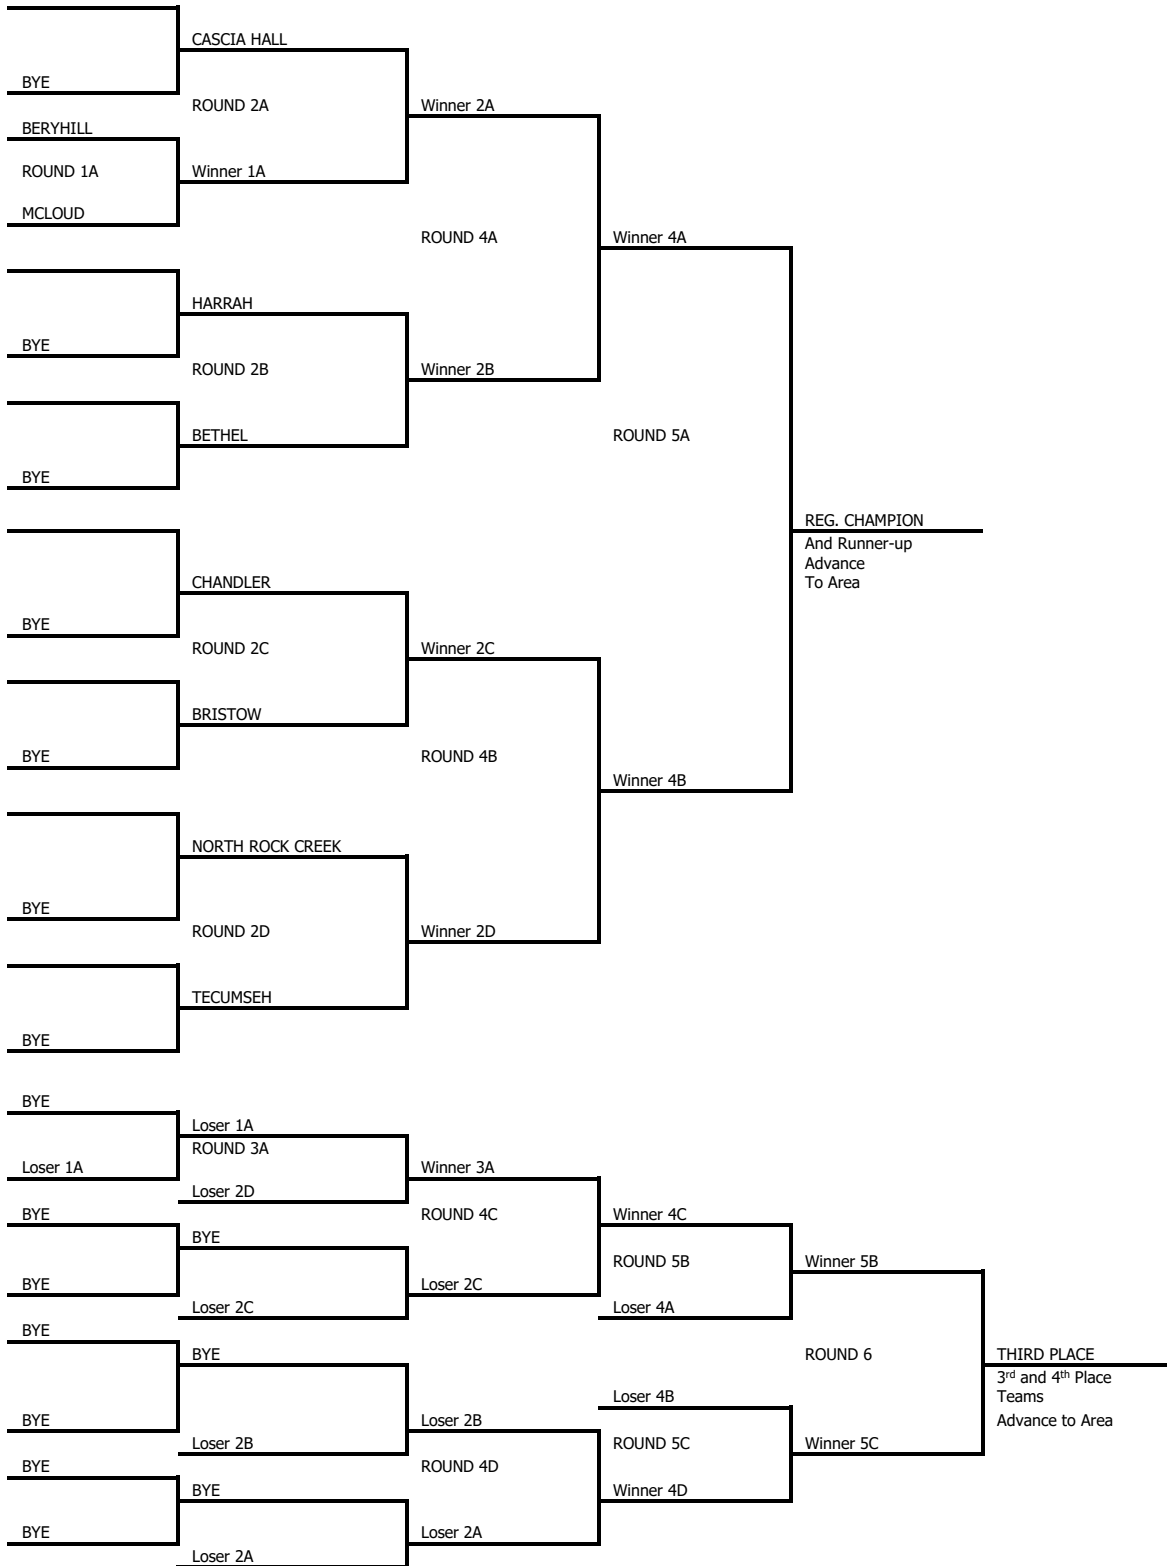 CASCIA HALL
BYE
ROUND 2A
Winner 2A
BERYHILL
ROUND 1A
Winner 1A
MCLOUD
ROUND 4A
Winner 4A
HARRAH
BYE
ROUND 2B
Winner 2B
BETHEL
ROUND 5A
BYE
REG. CHAMPION
And Runner-up
Advance
To Area
CHANDLER
BYE
ROUND 2C
Winner 2C
BRISTOW
BYE
ROUND 4B
Winner 4B
NORTH ROCK CREEK
BYE
ROUND 2D
Winner 2D
TECUMSEH
BYE
BYE
Loser 1A
ROUND 3A
Loser 1A
Winner 3A
Loser 2D
BYE
ROUND 4C
Winner 4C
BYE
ROUND 5B
Winner 5B
BYE
Loser 2C
Loser 2C
Loser 4A
BYE
BYE
ROUND 6
THIRD PLACE
3rd and 4th Place
Teams
Advance to Area
Loser 4B
BYE
Loser 2B
Loser 2B
ROUND 5C
Winner 5C
BYE
ROUND 4D
BYE
Winner 4D
BYE
Loser 2A
Loser 2A